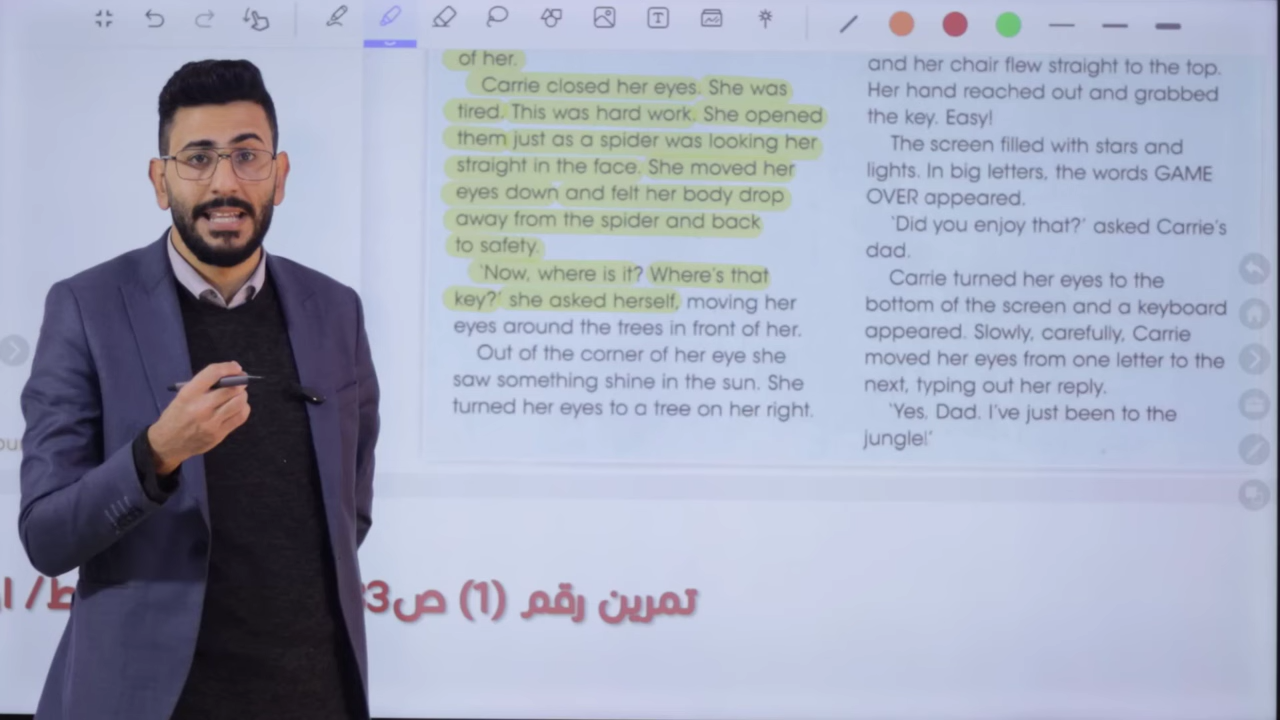 of her.
Carrie closed her eyes. She was
tired. This was hard work. She opened
them just as a spider was looking her
straight in the face. She moved her
eyes down and felt her body drop
away from the spider and back
to safety.
'Now, where is it? Where's that
key?' she asked herself, moving her
eyes around the trees in front of her.
Out of the corner of her eye she
saw something shine in the sun. She
turned her eyes to a tree on her right.
and her chair flew straight to the top.
Her hand reached out and grabbed
the key. Easy!
The screen filled with stars and
lights. In big letters, the words GAME
OVER appeared.
'Did you enjoy that?' asked Carrie's
dad.
Carrie turned her eyes to the
bottom of the screen and a keyboard
appeared. Slowly, carefully, Carrie
moved her eyes from one letter to the
next, typing out her reply.
'Yes, Dad. I've just been to the
jungle!'
تمرين رقم (1) ص